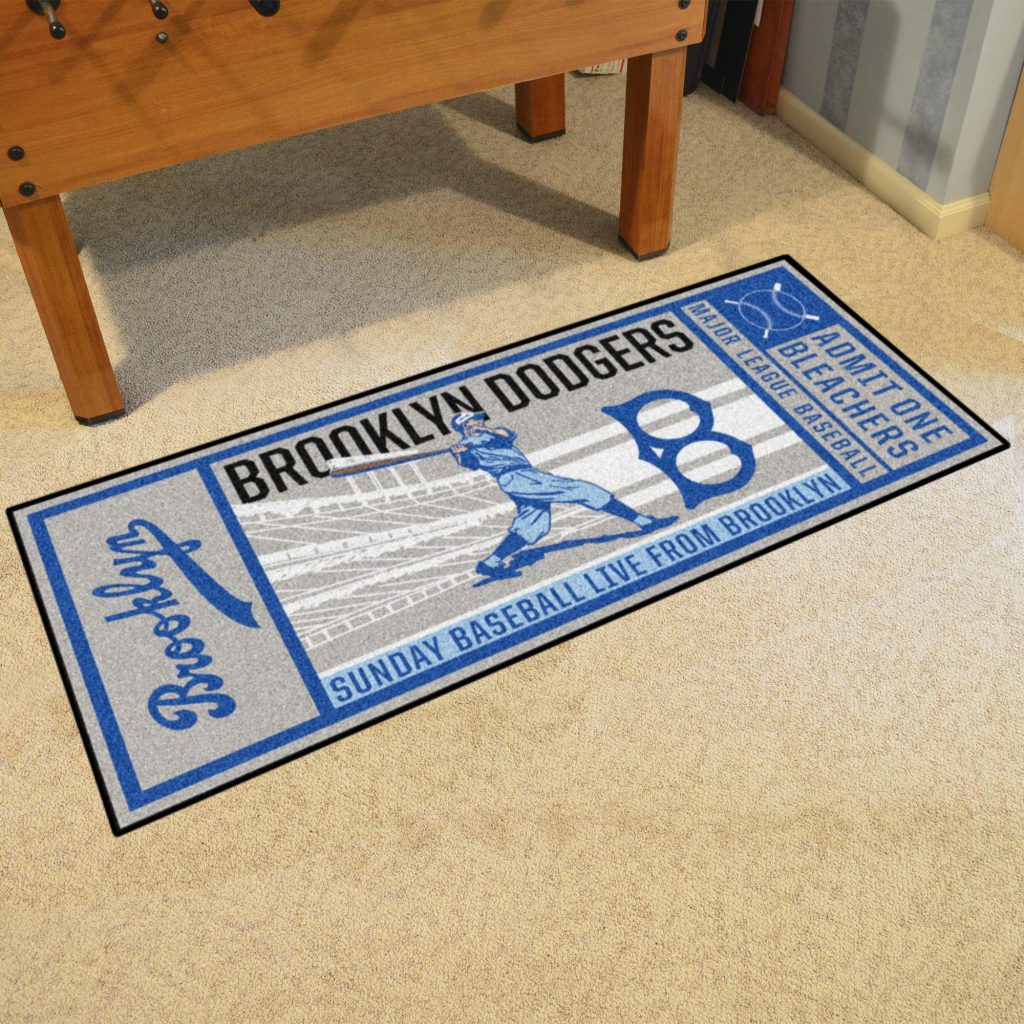 Brooklyn
BROOKLYN DODGERS
B
SUNDAY BASEBALL LIVE FROM BROOKLYN
MAJOR LEAGUE BASEBALL
ADMIT ONE
BLEACHERS